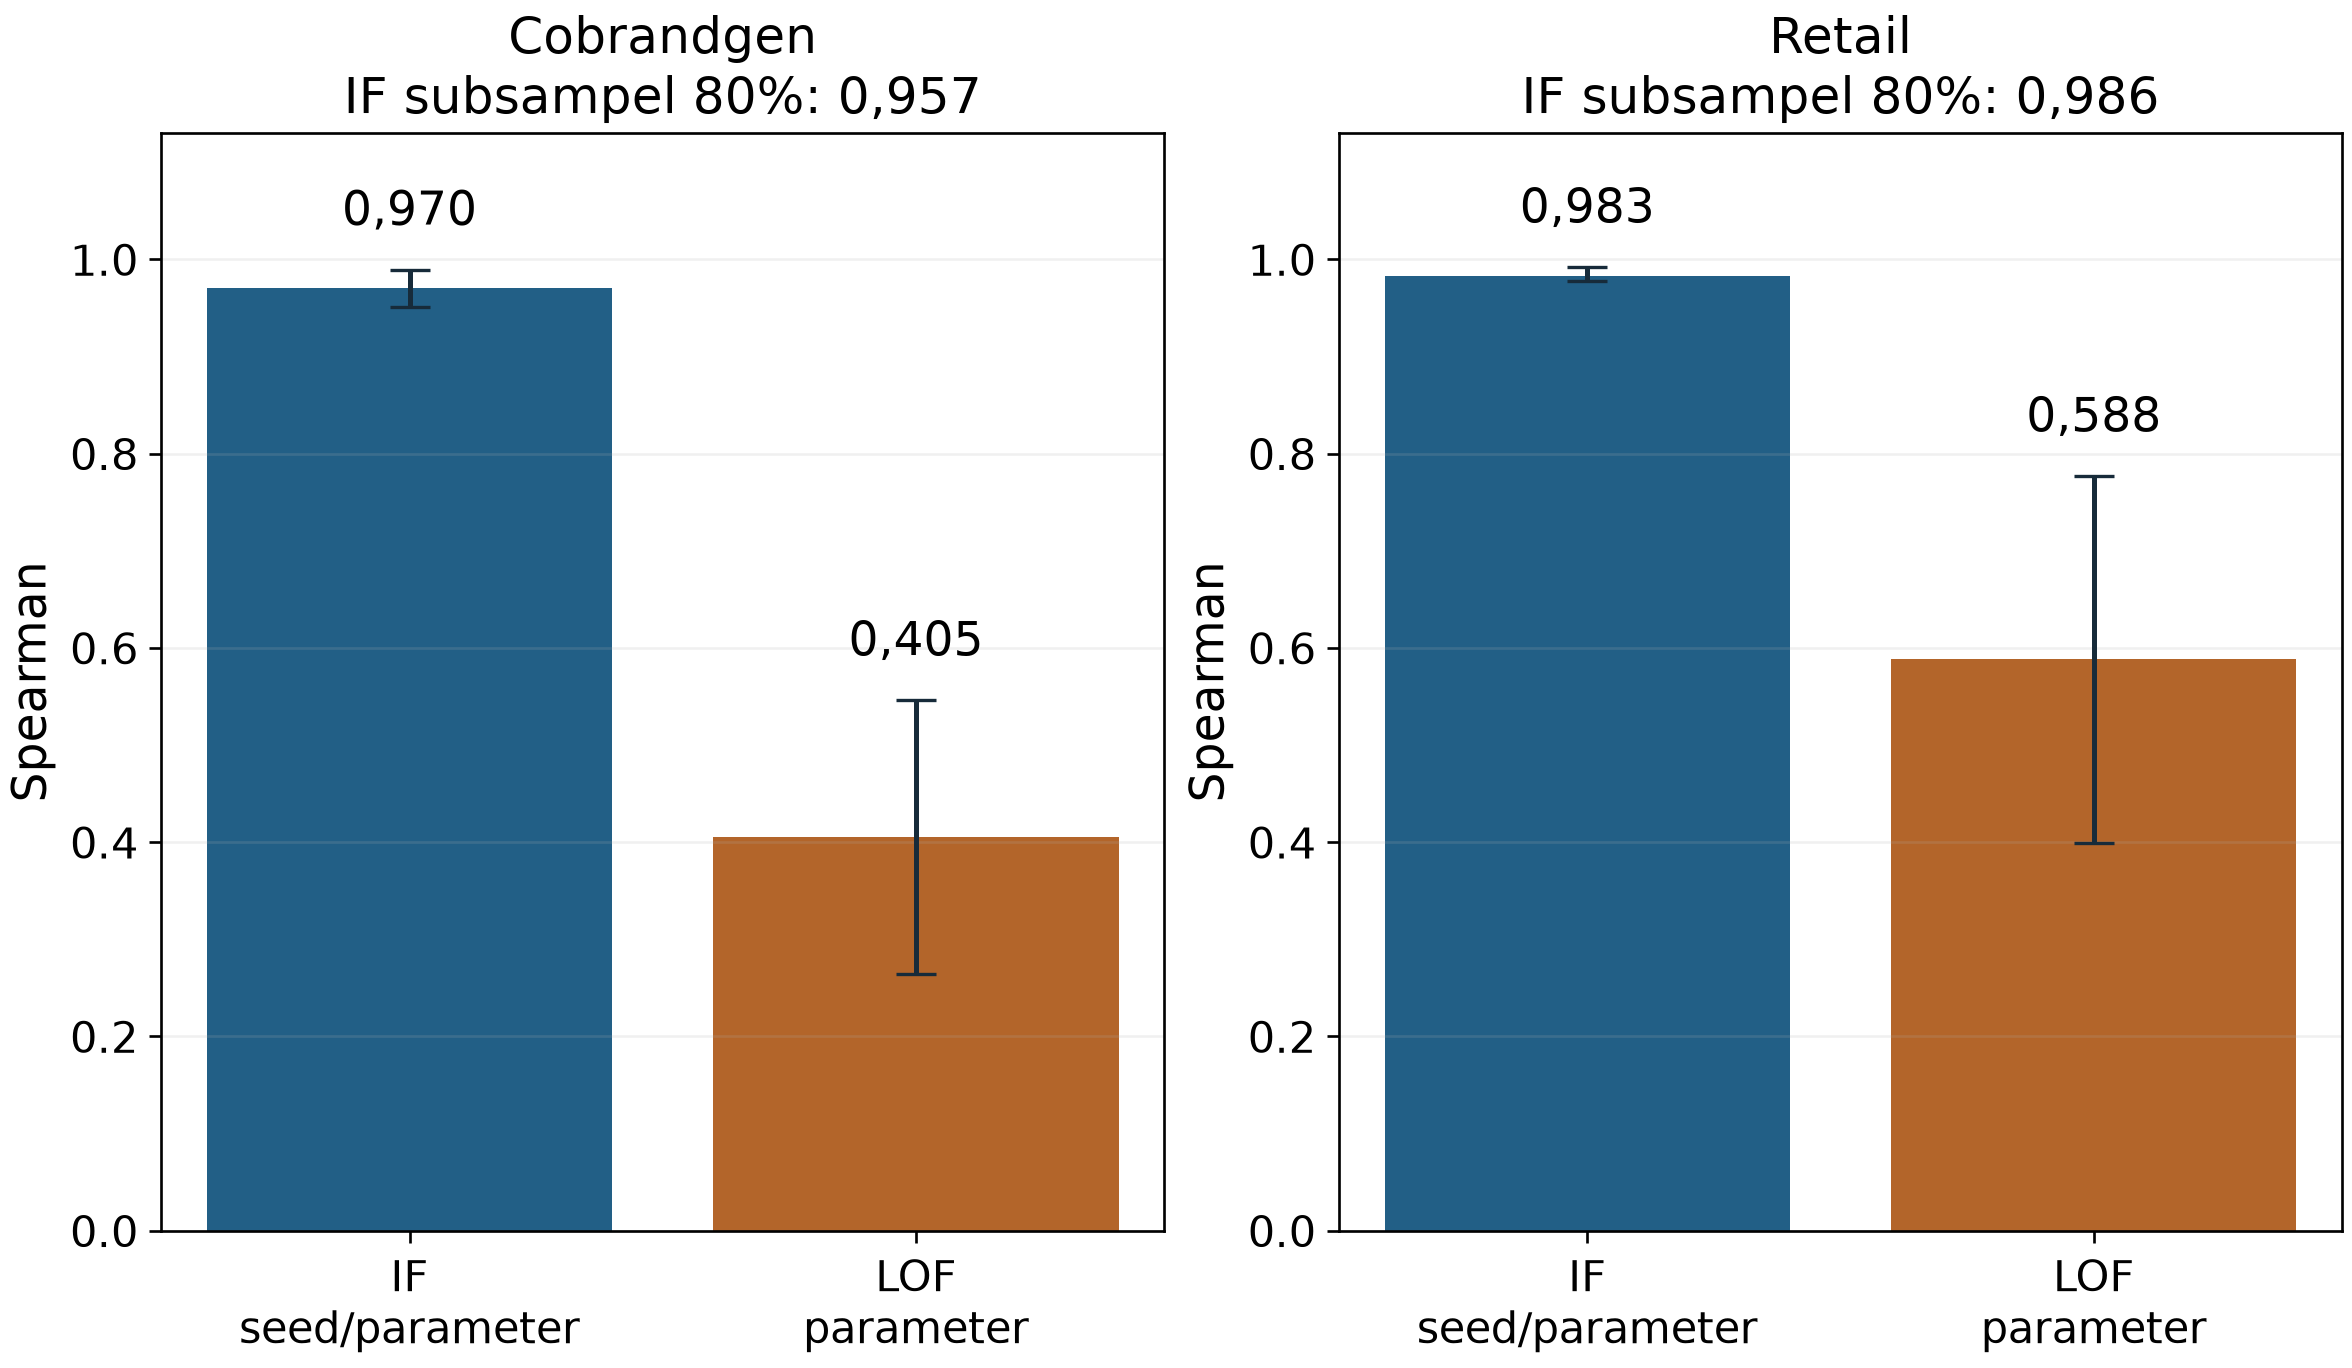 Cobrandgen
IF subsampel 80%: 0,957
Spearman
1.0
0.8
0.6
0.4
0.2
0.0
0,970
0,405
IF
seed/parameter
LOF
parameter
Retail
IF subsampel 80%: 0,986
Spearman
1.0
0.8
0.6
0.4
0.2
0.0
0,983
0,588
IF
seed/parameter
LOF
parameter